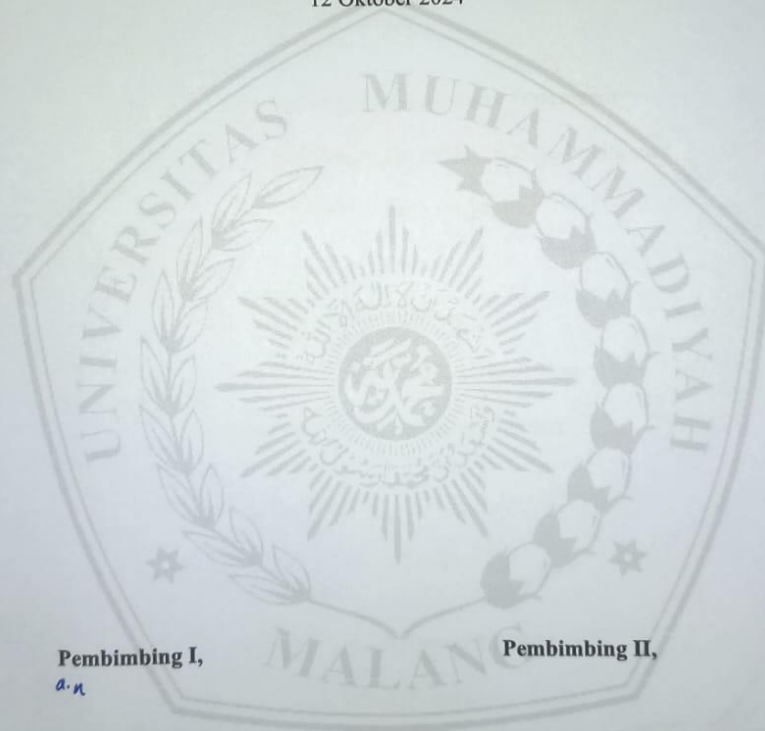 12 Oktober 2024
UNIVERSITAS MUHAMMADIYAH
MALANG
Pembimbing I,
Pembimbing II,
a.n